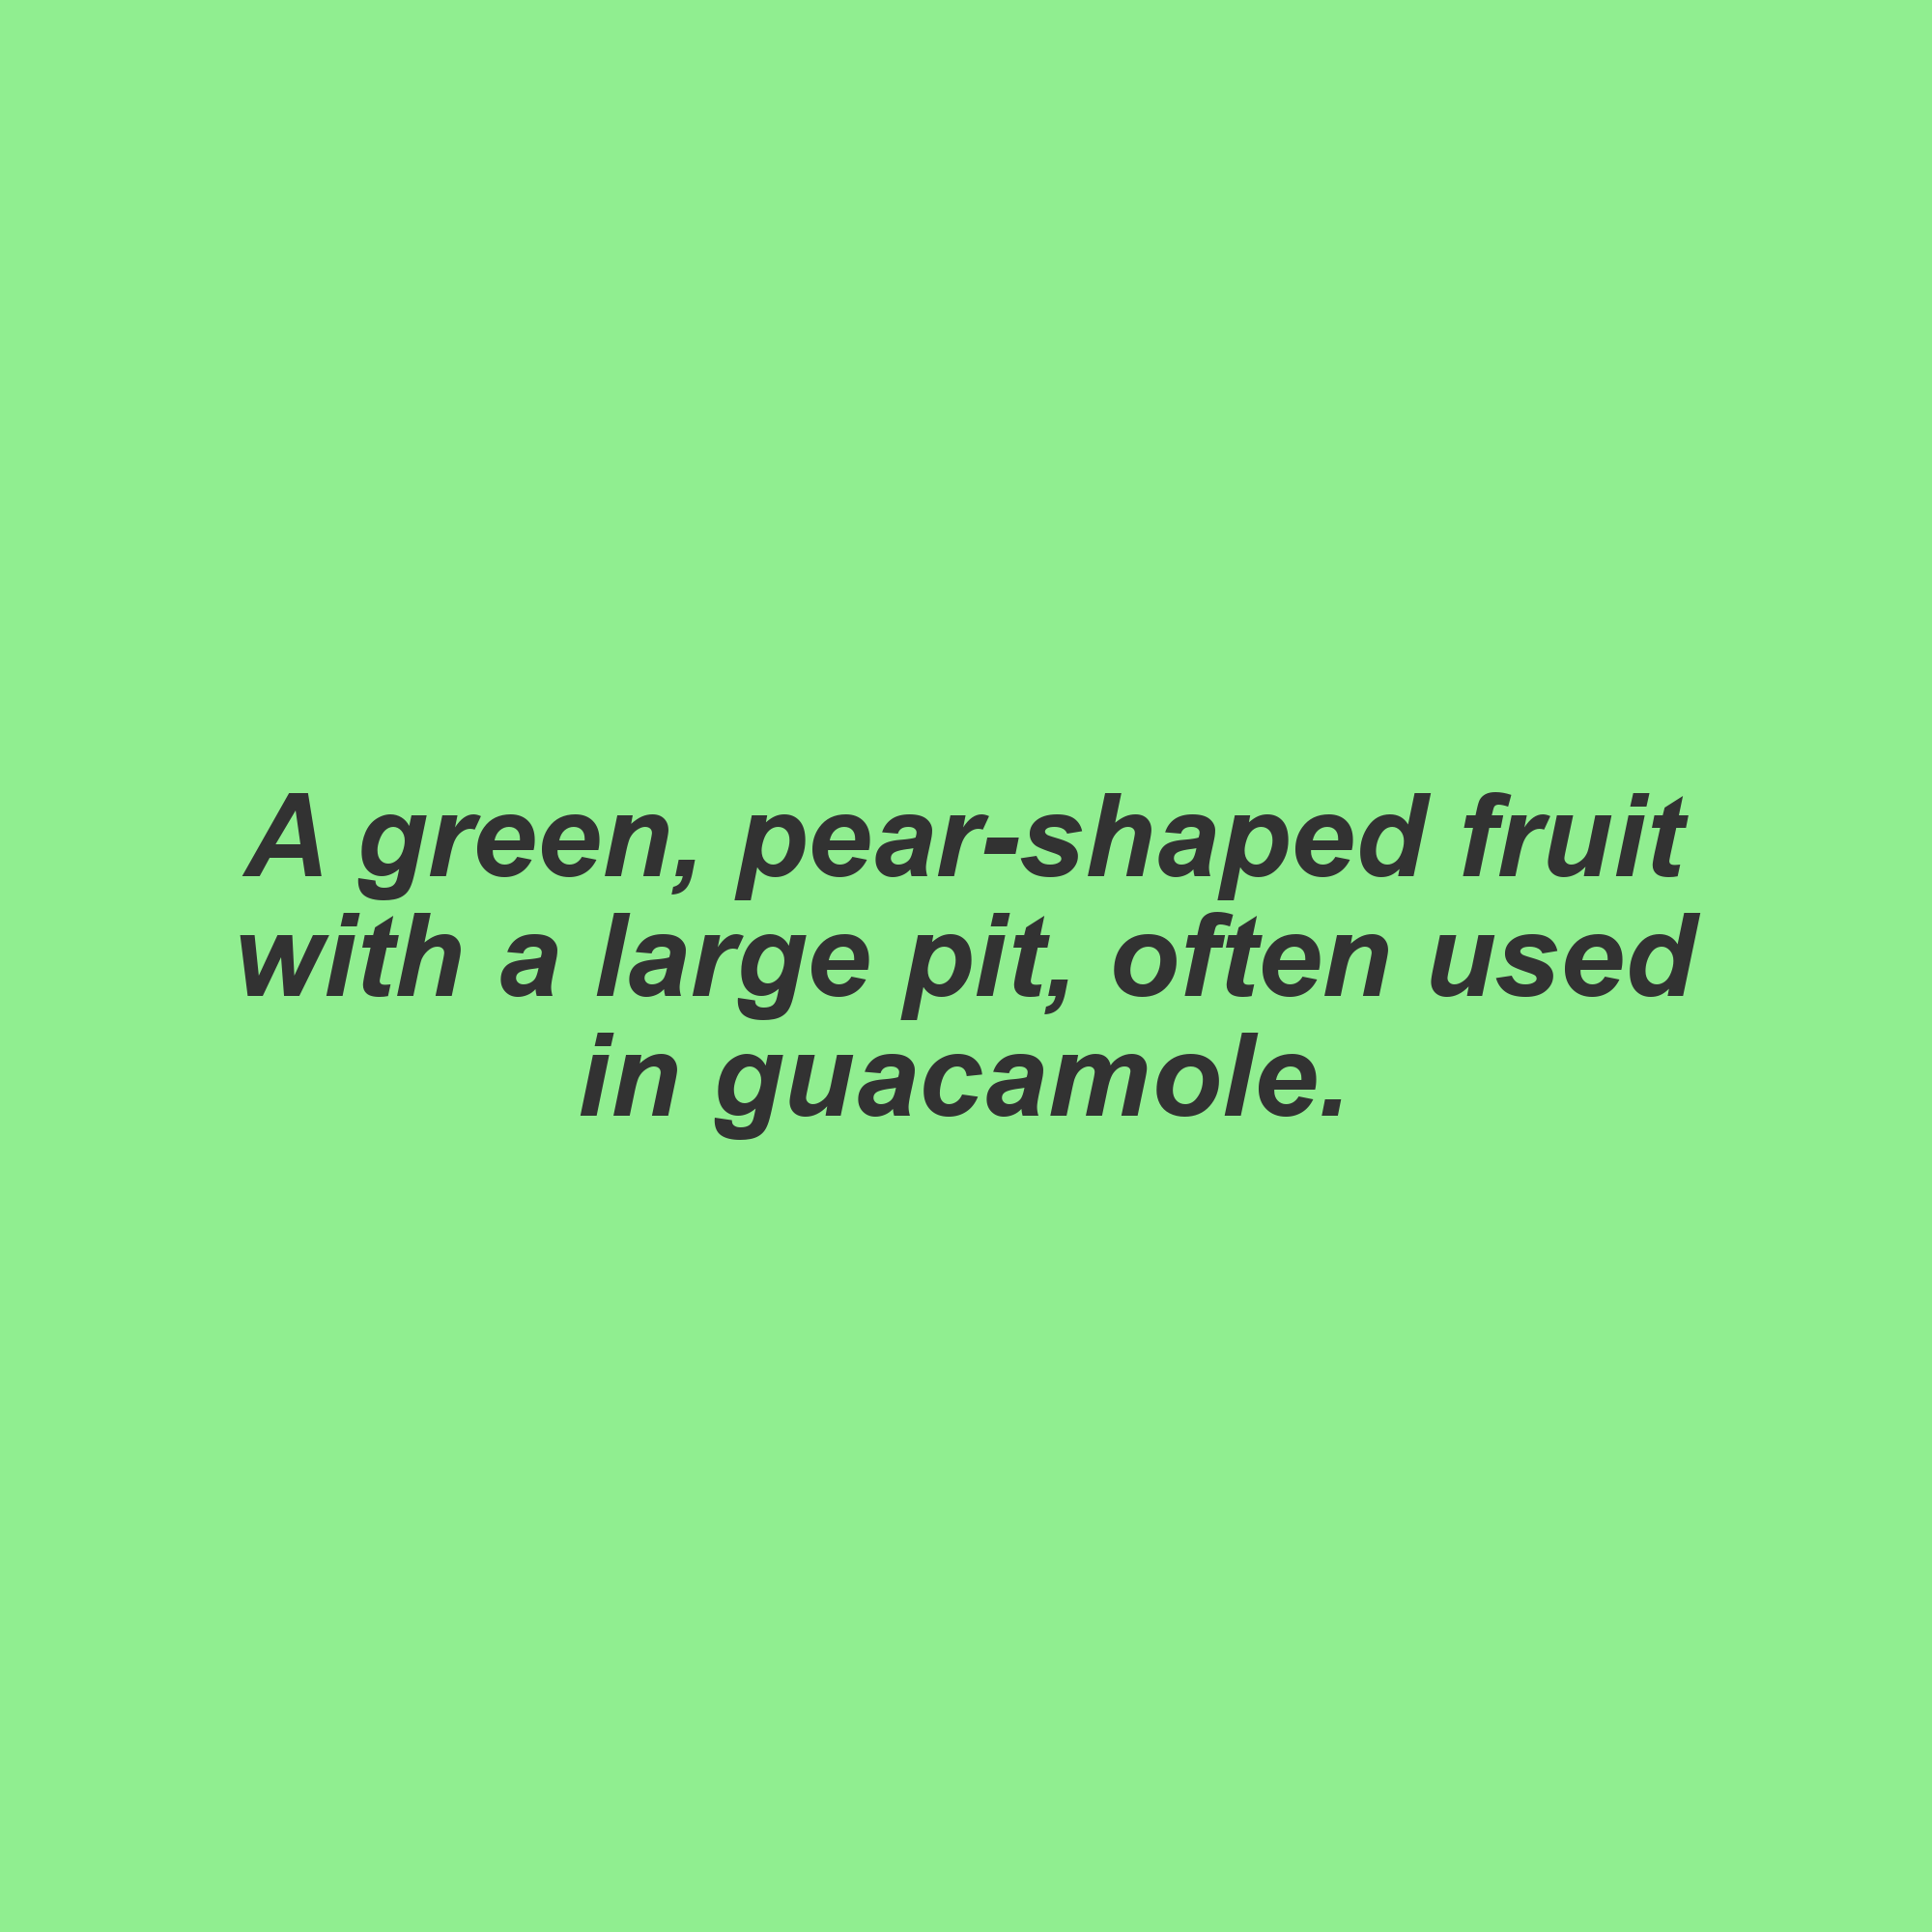 A green, pear-shaped fruit
with a large pit, often used
in guacamole.